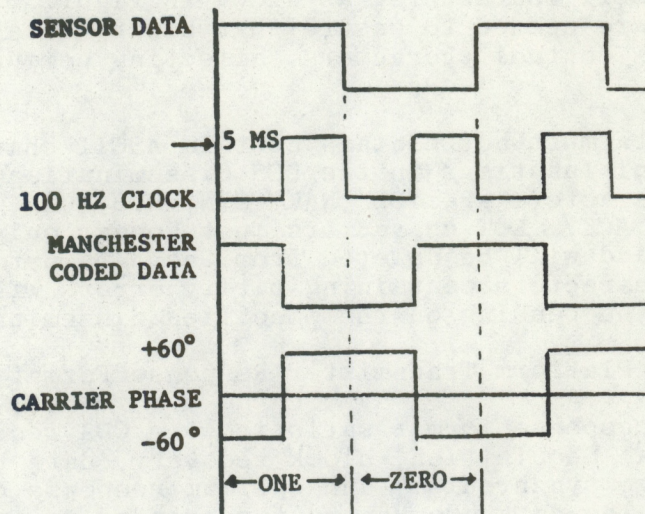 SENSOR DATA
5 MS
100 HZ CLOCK
MANCHESTER
CODED DATA
+60°
CARRIER PHASE
-60°
ONE
ZERO